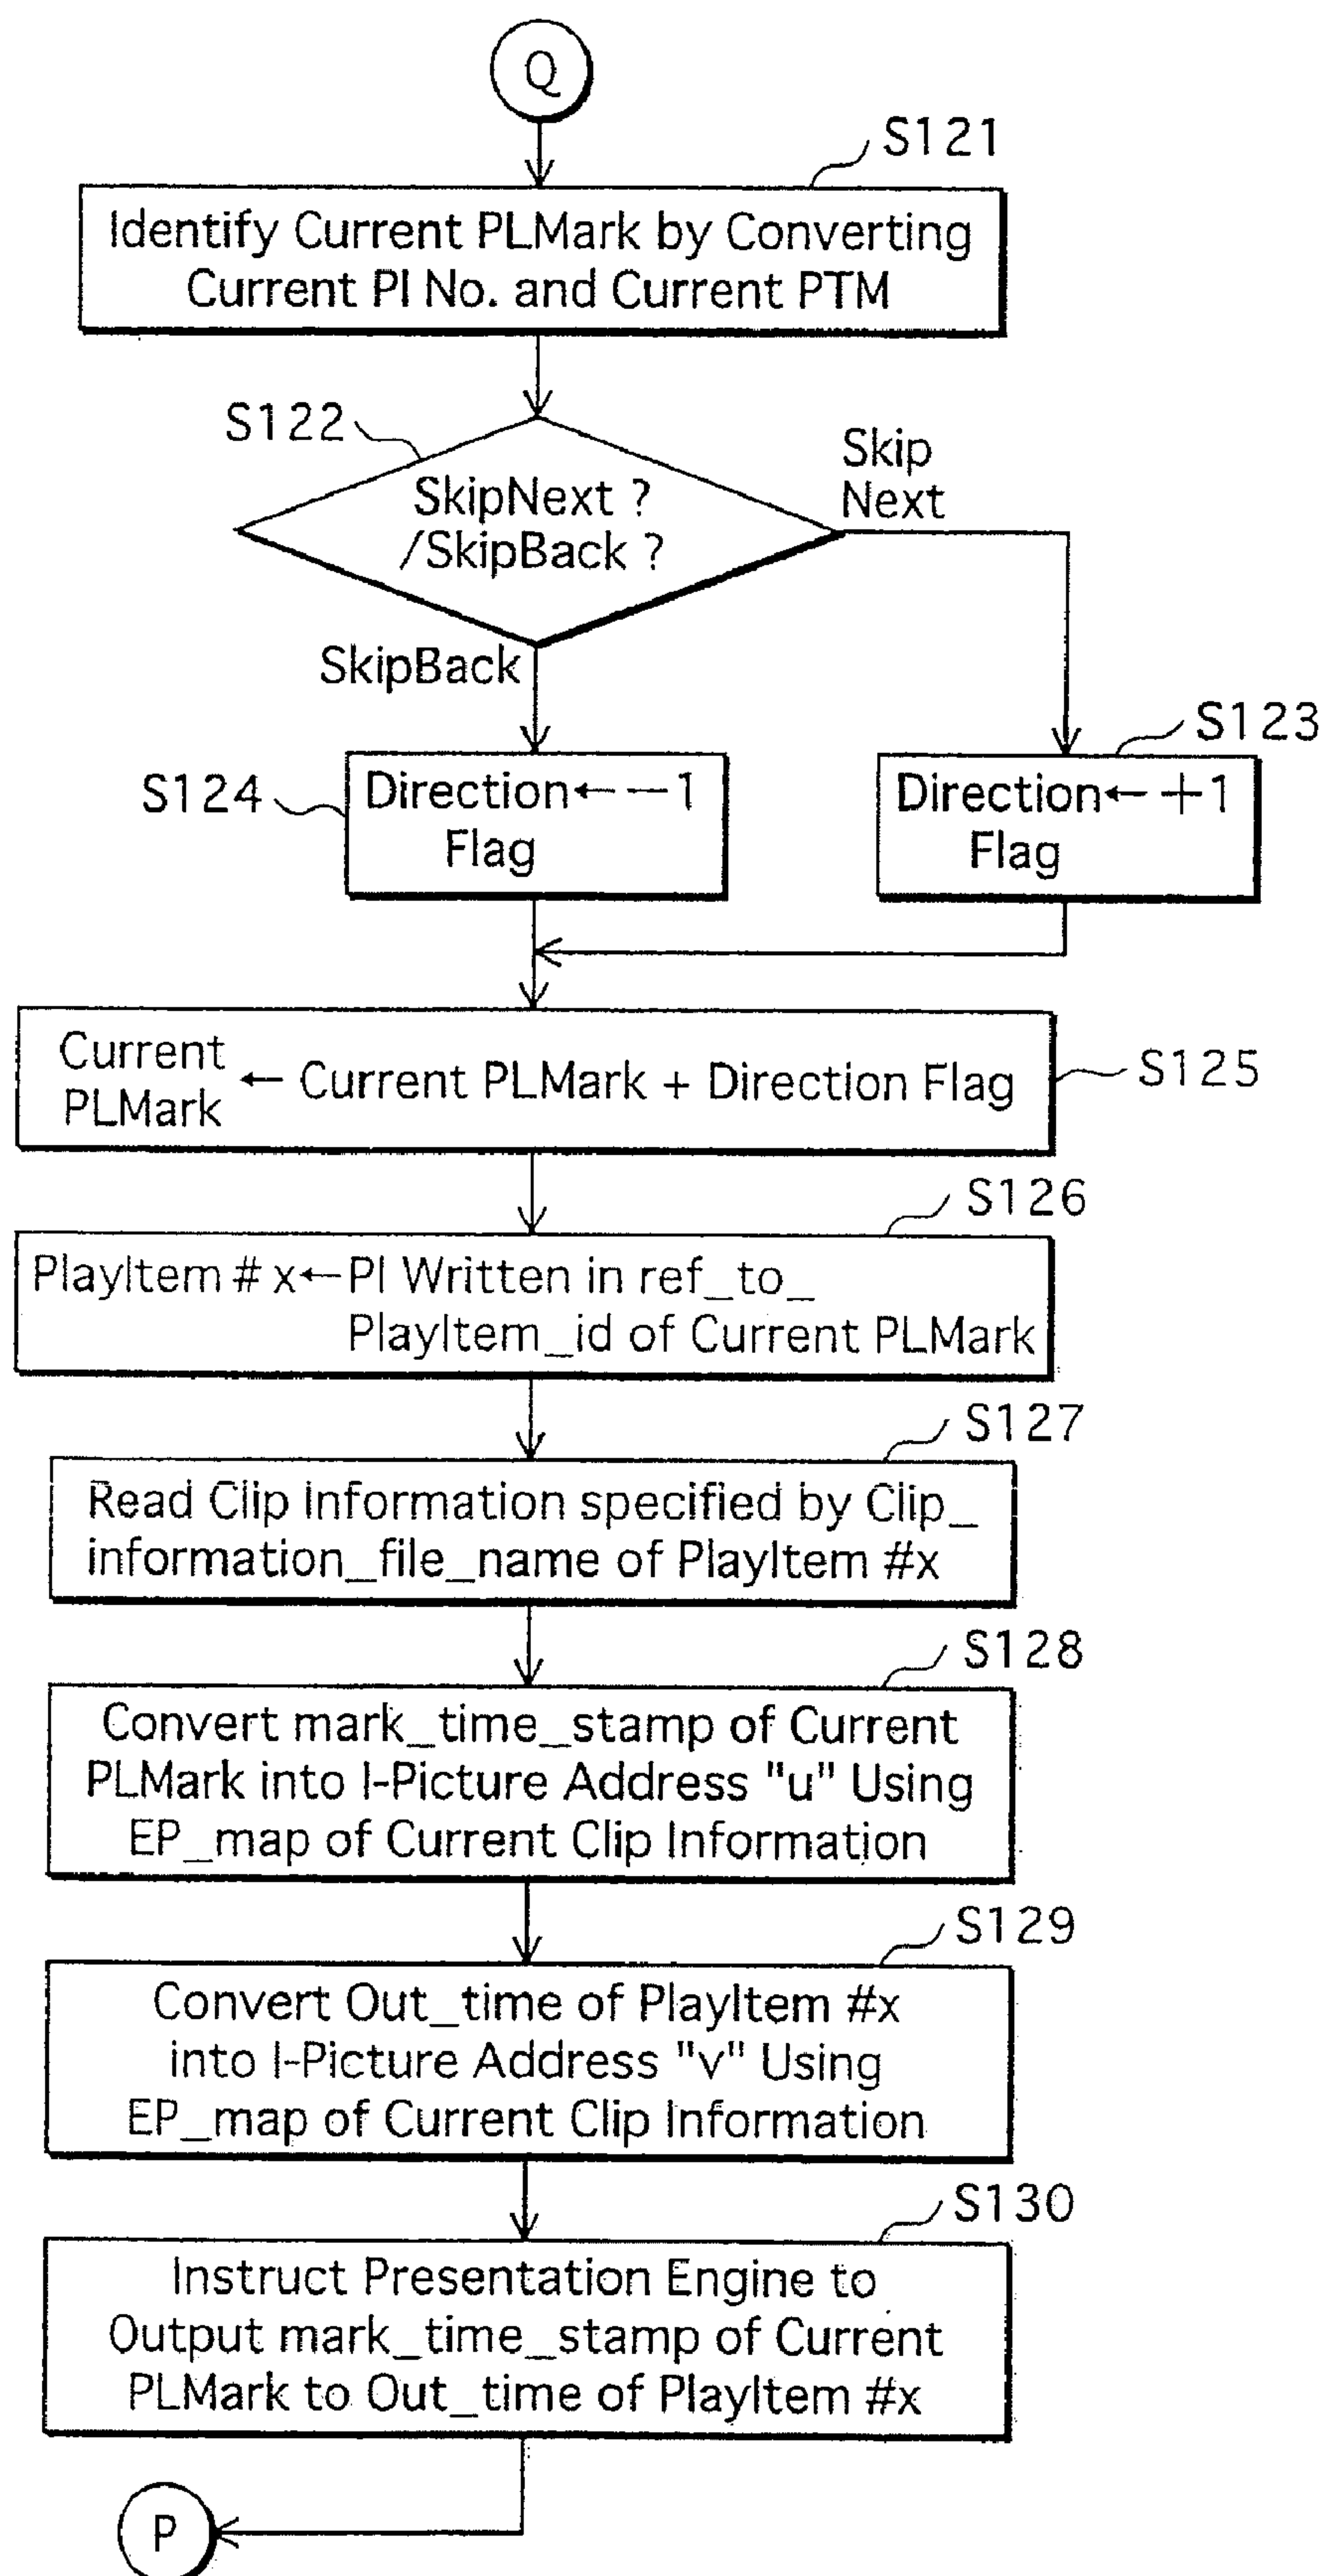 Q
S121
Identify Current PLMark by Converting
Current PI No. and Current PTM
S122
SkipNext ?
/SkipBack ?
Skip
Next
SkipBack
S123
S124
Direction←−1
Flag
Direction←+1
Flag
Current
PLMark
← Current PLMark + Direction Flag
S125
S126
PlayItem # x←PI Written in ref_to_
PlayItem_id of Current PLMark
S127
Read Clip Information specified by Clip_
information_file_name of PlayItem #x
S128
Convert mark_time_stamp of Current
PLMark into I-Picture Address "u" Using
EP_map of Current Clip Information
S129
Convert Out_time of PlayItem #x
into I-Picture Address "v" Using
EP_map of Current Clip Information
S130
Instruct Presentation Engine to
Output mark_time_stamp of Current
PLMark to Out_time of PlayItem #x
P